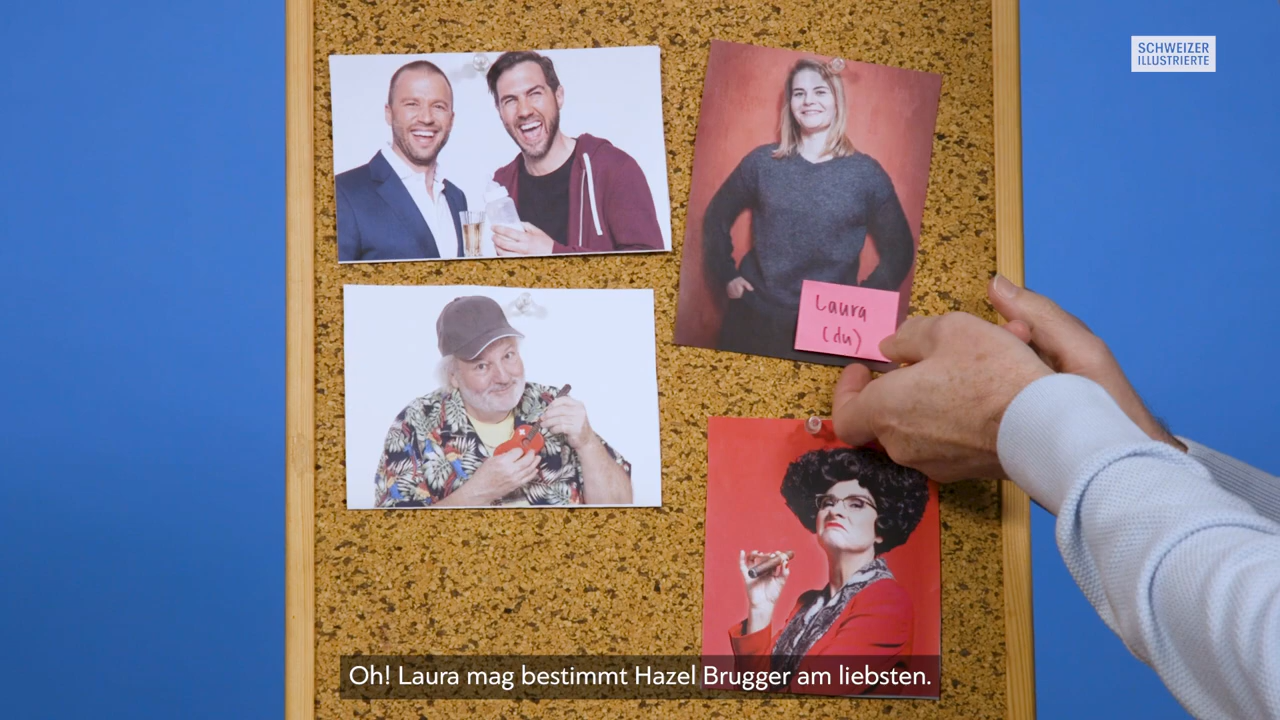 SCHWEIZER
ILLUSTRIERTE
Laura
(du)
Oh! Laura mag bestimmt Hazel Brugger am liebsten.